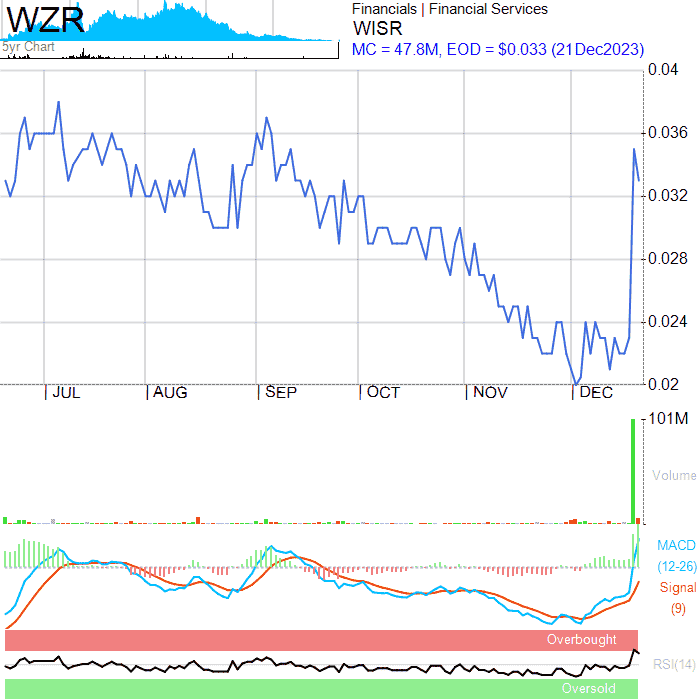 WZR
5yr Chart
Financials | Financial Services
WISR
MC = 47.8M, EOD = $0.033 (21Dec2023)
0.04
0.036
0.032
0.028
0.024
0.02
JUL
AUG
SEP
OCT
NOV
DEC
101M
Volume
MACD
(12-26)
Signal
(9)
Overbought
RSI(14)
Oversold